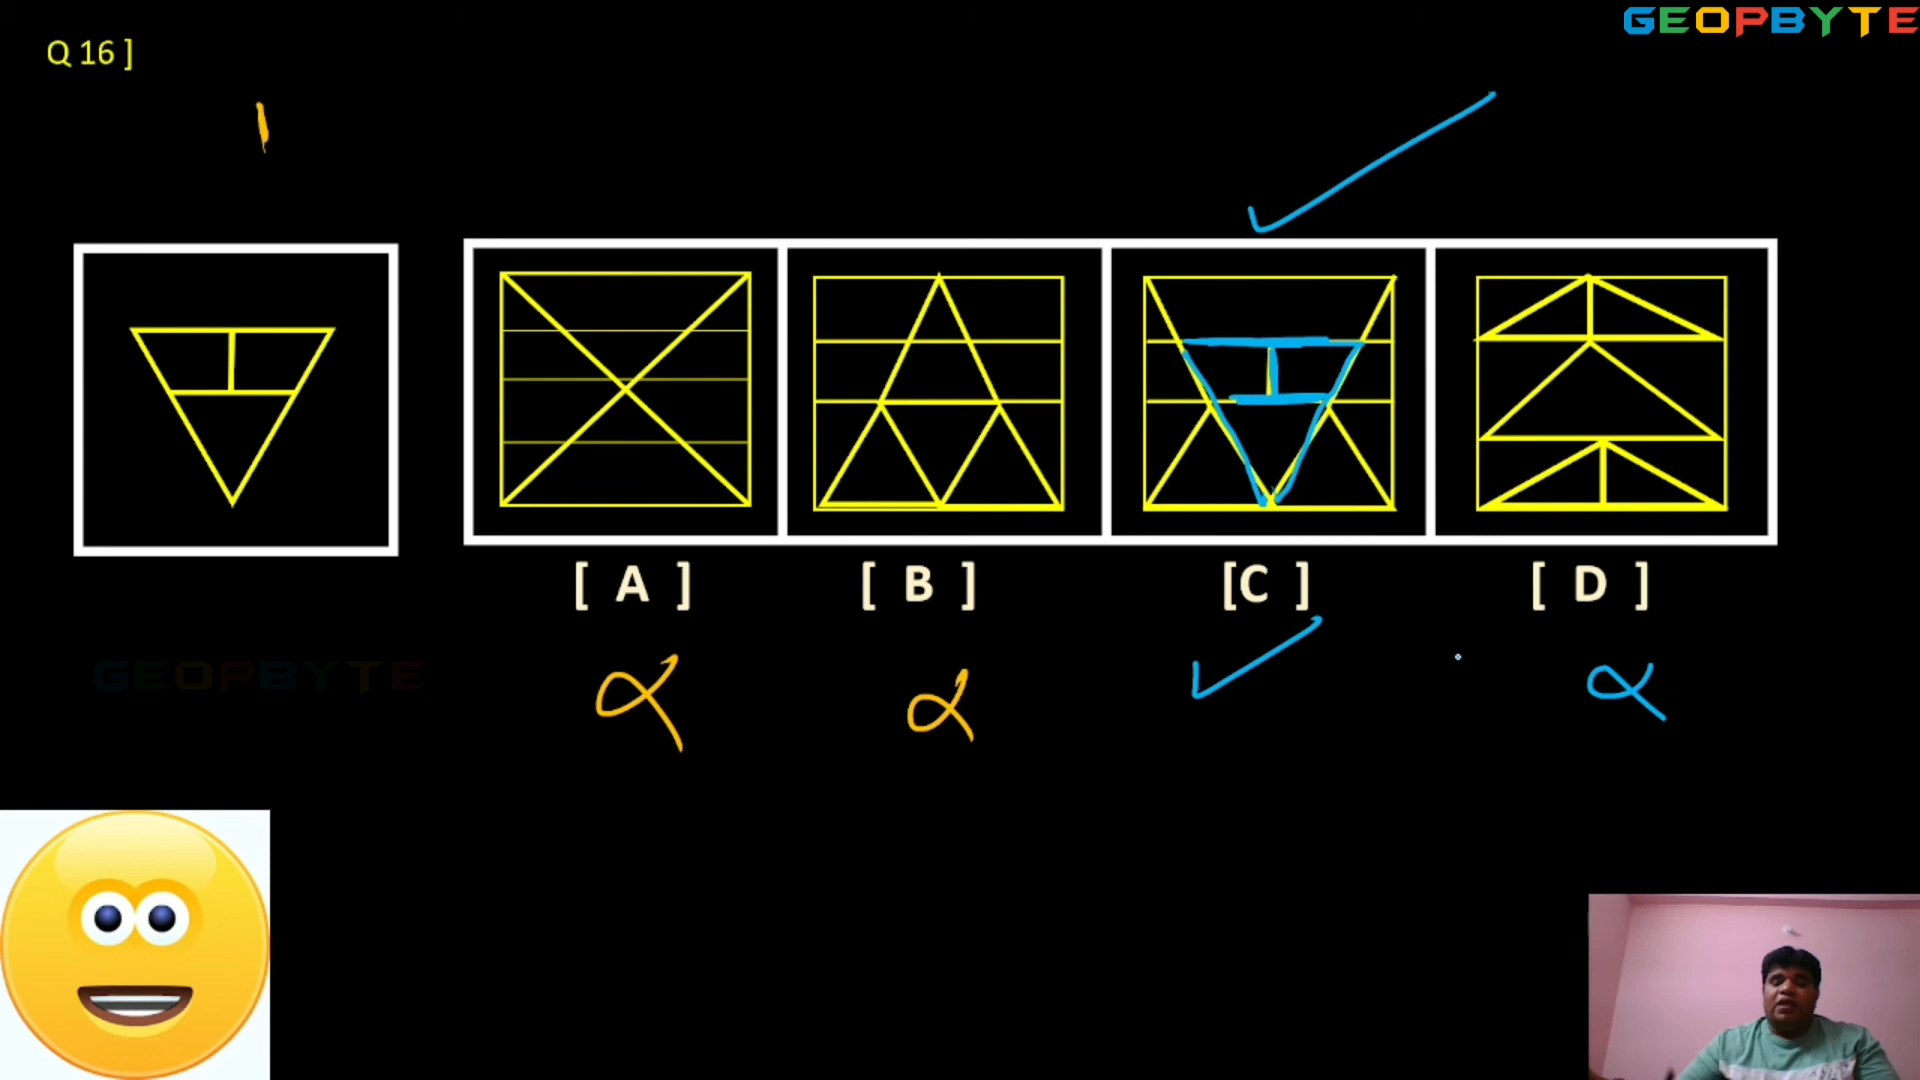 GEOPBYTE
Q 16 ]
[ A ] [ B ] [C ] [ D ]
GEOPBYTE